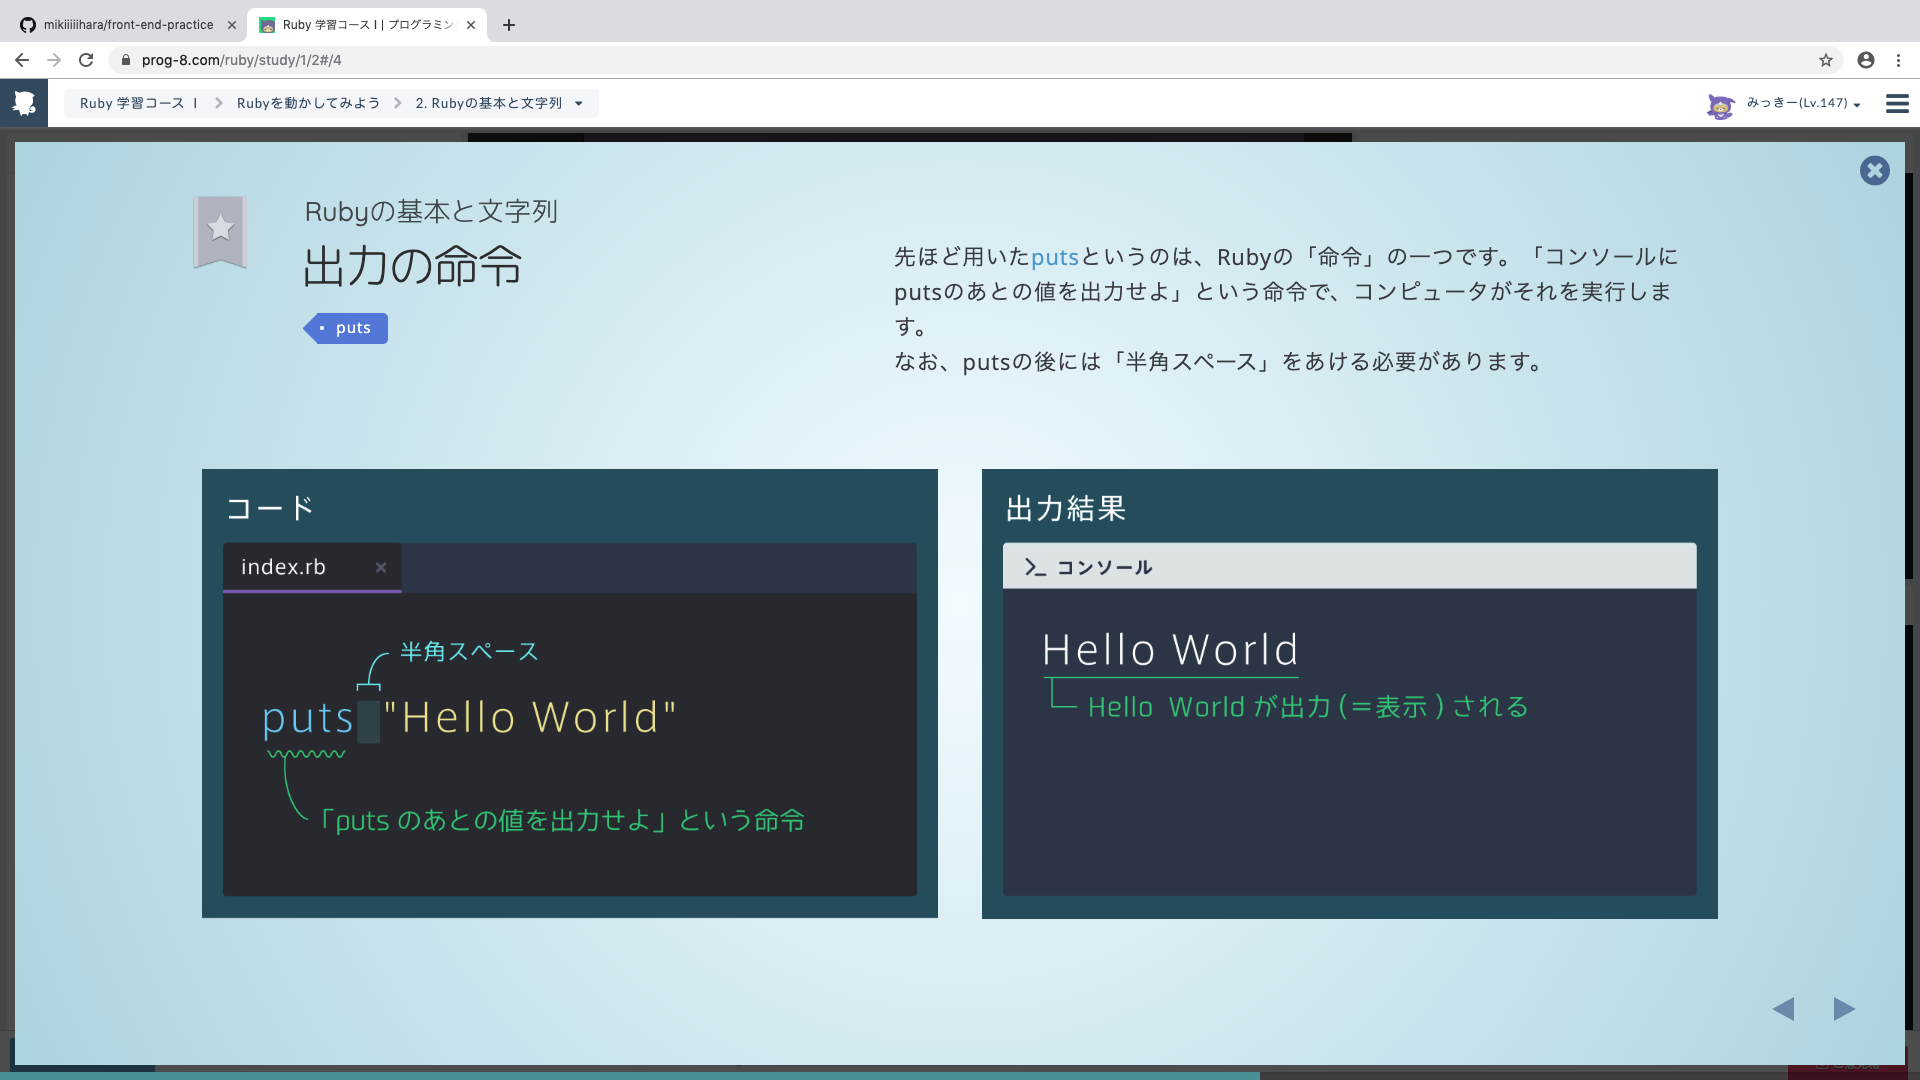 mikiiiiihara/front-end-practice
Ruby 学習コース I | プログラミン
prog-8.com/ruby/study/1/2#/4
Ruby 学習コース I
Rubyを動かしてみよう
2. Rubyの基本と文字列
みっきー(Lv.147)
Rubyの基本と文字列
出力の命令
• puts
先ほど用いたputsというのは、Rubyの「命令」の一つです。「コンソールに
putsのあとの値を出力せよ」という命令で、コンピュータがそれを実行しま
す。
なお、putsの後には「半角スペース」をあける必要があります。
コード
index.rb
半角スペース
puts "Hello World"
「puts のあとの値を出力せよ」という命令
出力結果
>_ コンソール
Hello World
Hello World が出力 (＝表示 ) される